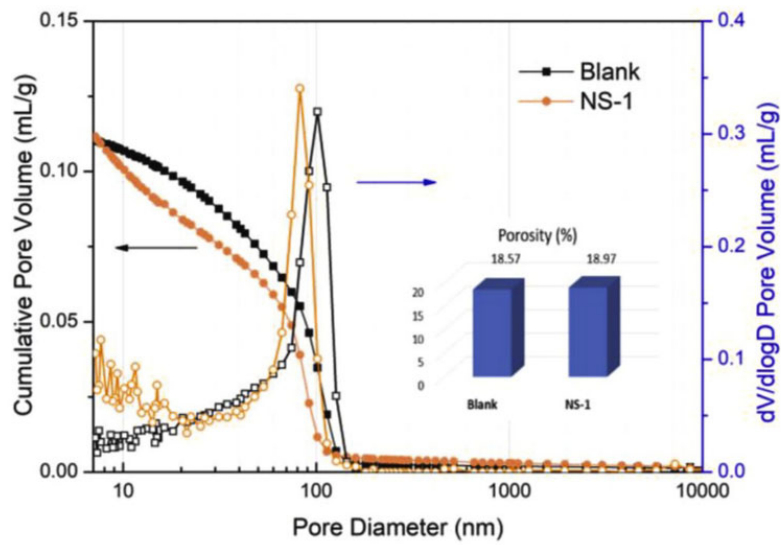 0.15
0.10
0.05
0.00
Cumulative Pore Volume (mL/g)
0.4
0.3
0.2
0.1
0.0
dV/dlogD Pore Volume (mL/g)
Blank
NS-1
Porosity (%)
18.57 18.97
20
15
10
5
0
Blank NS-1
10 100 1000 10000
Pore Diameter (nm)